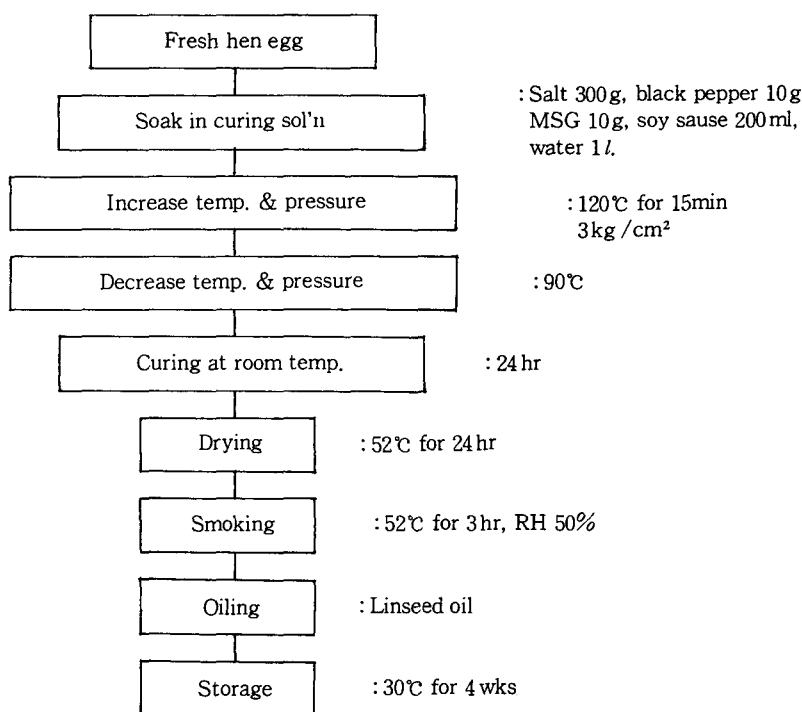 Fresh hen egg
Soak in curing sol'n
: Salt 300g, black pepper 10g
MSG 10g, soy sause 200ml,
water 1l.
Increase temp. & pressure
: 120℃ for 15min
3kg/cm²
Decrease temp. & pressure
: 90℃
Curing at room temp.
: 24hr
Drying
: 52℃ for 24hr
Smoking
: 52℃ for 3hr, RH 50%
Oiling
: Linseed oil
Storage
: 30℃ for 4wks